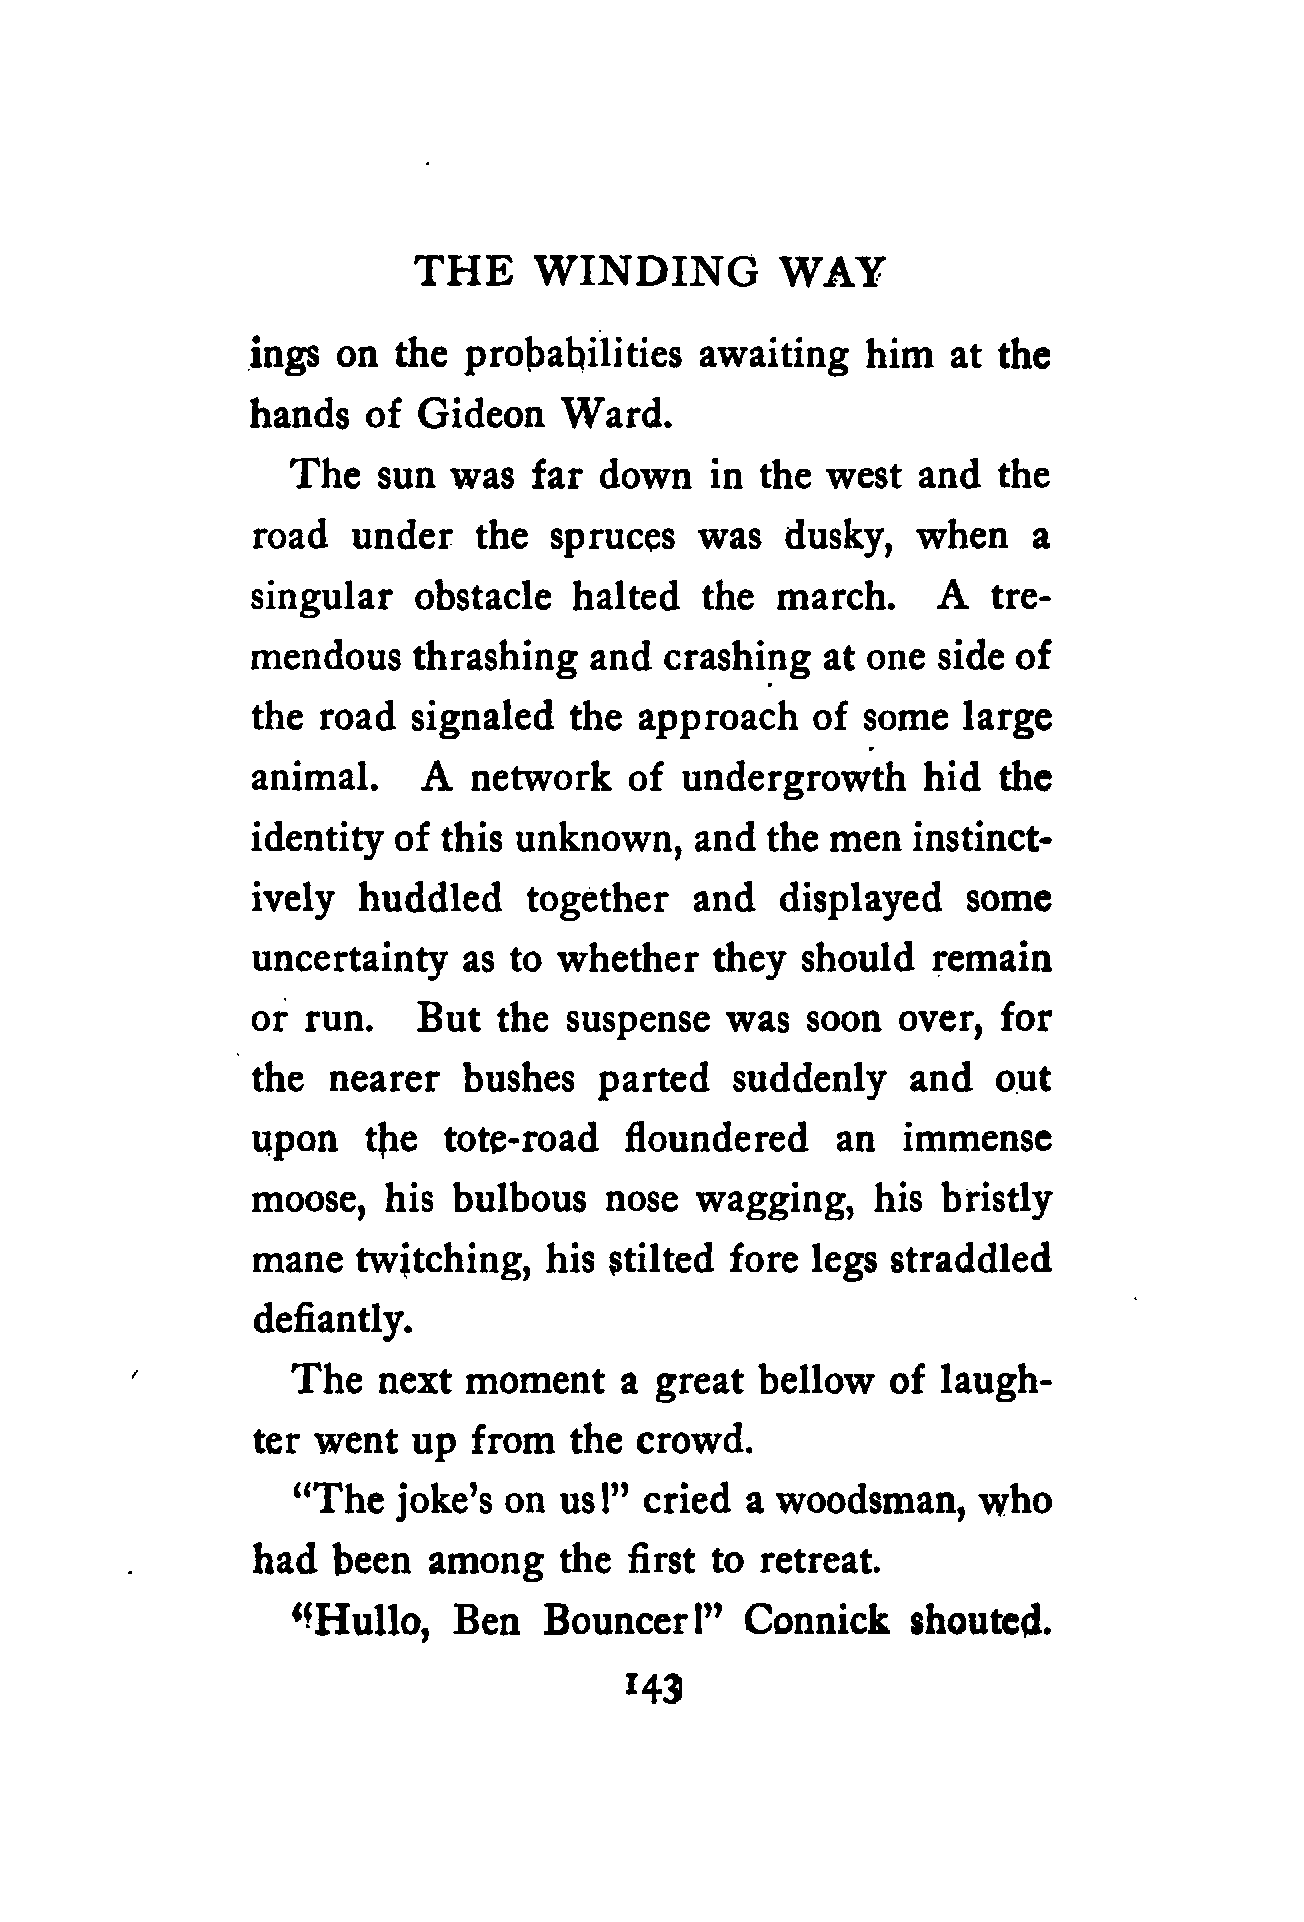 THE WINDING WAY
ings on the probabilities awaiting him at the
hands of Gideon Ward.
The sun was far down in the west and the
road under the spruces was dusky, when a
singular obstacle halted the march. A tre-
mendous thrashing and crashing at one side of
the road signaled the approach of some large
animal. A network of undergrowth hid the
identity of this unknown, and the men instinct-
ively huddled together and displayed some
uncertainty as to whether they should remain
or run. But the suspense was soon over, for
the nearer bushes parted suddenly and out
upon the tote-road floundered an immense
moose, his bulbous nose wagging, his bristly
mane twitching, his stilted fore legs straddled
defiantly.
The next moment a great bellow of laugh-
ter went up from the crowd.
"The joke's on us!" cried a woodsman, who
had been among the first to retreat.
"Hullo, Ben Bouncer!" Connick shouted.
143